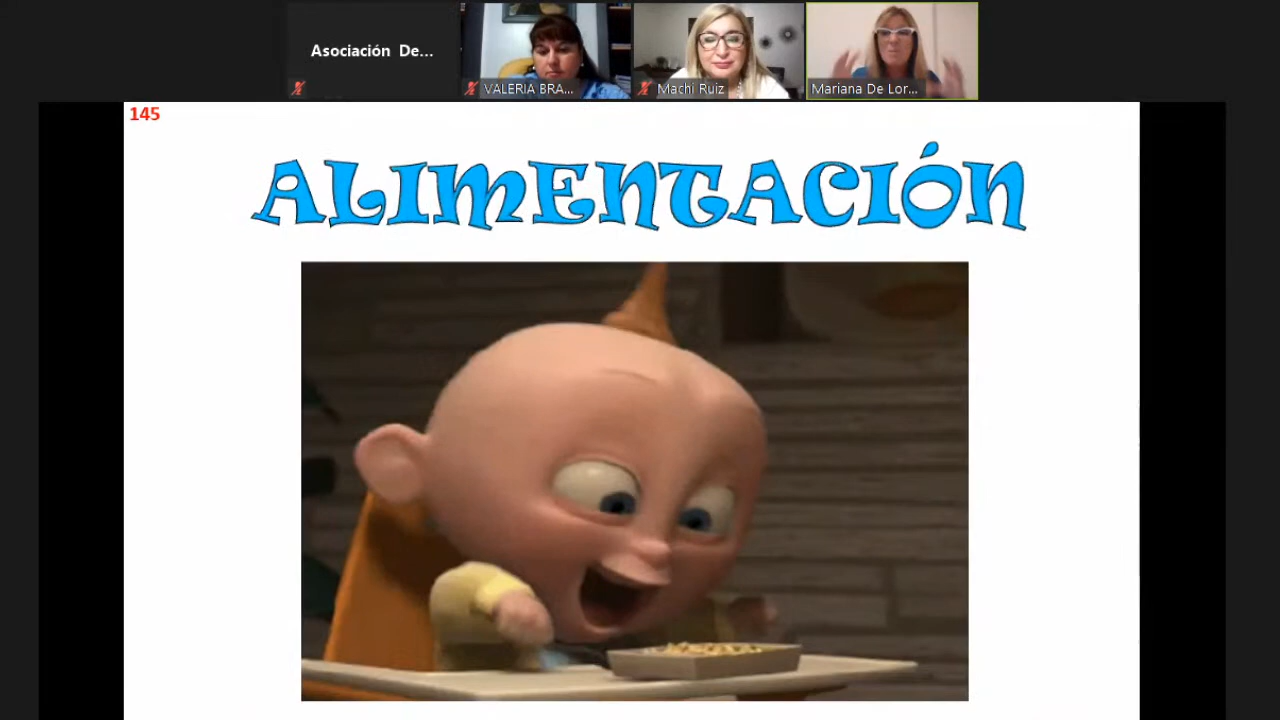 Asociación De...
VALERIA BRA...
Machi Ruiz
Mariana De Lor...
145
ALIMENTACIÓN